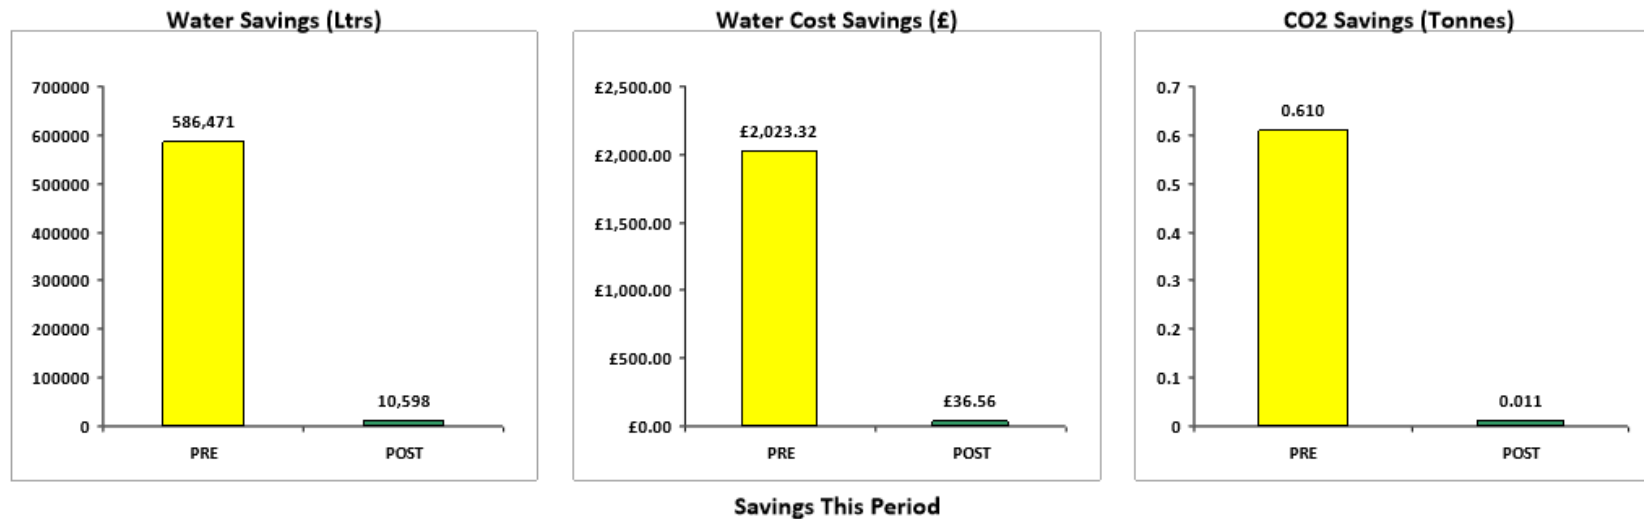 Water Savings (Ltrs)
700000
600000
500000
400000
300000
200000
100000
0
586,471
10,598
PRE
POST
Water Cost Savings (£)
£2,500.00
£2,000.00
£1,500.00
£1,000.00
£500.00
£0.00
£2,023.32
£36.56
PRE
POST
CO2 Savings (Tonnes)
0.7
0.6
0.5
0.4
0.3
0.2
0.1
0
0.610
0.011
PRE
POST
Savings This Period